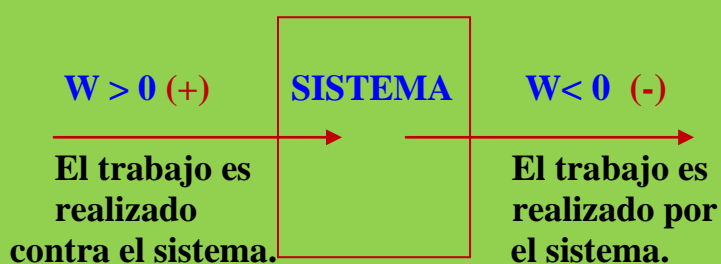 W > 0 (+) SISTEMA W< 0 (-)
El trabajo es El trabajo es
realizado realizado por
contra el sistema. el sistema.